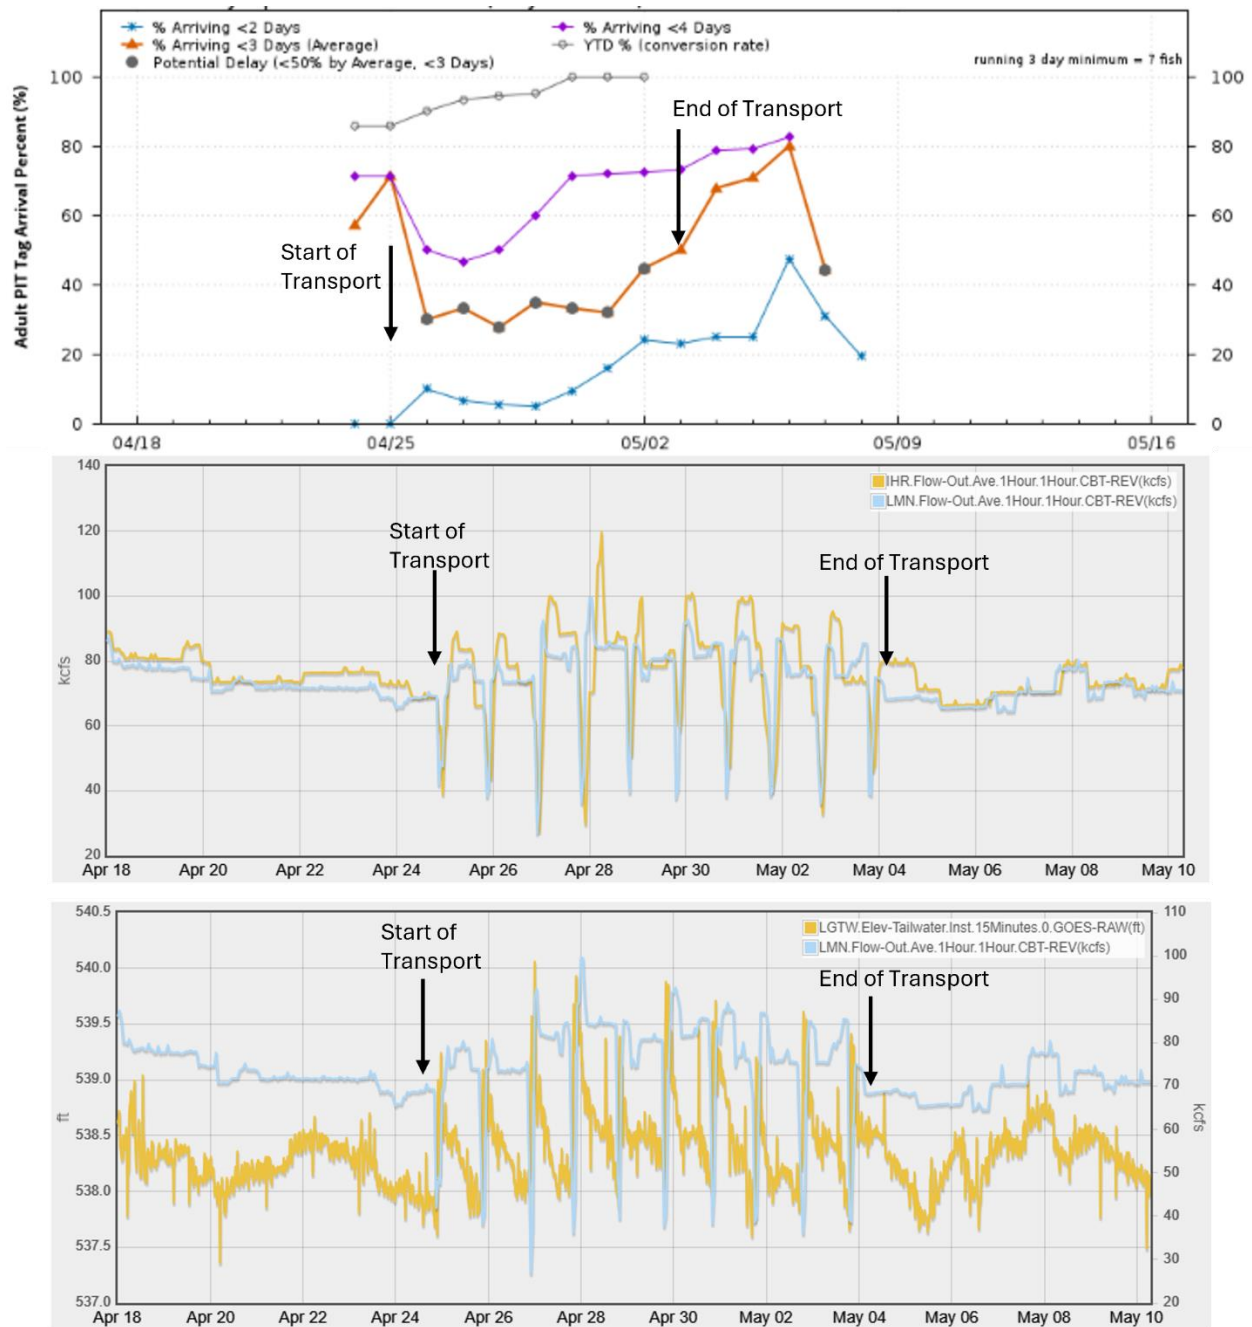 % Arriving <2 Days
% Arriving <4 Days
% Arriving <3 Days (Average)
YTD % (conversion rate)
Potential Delay (<50% by Average, <3 Days)
running 3 day minimum = 7 fish
Adult PIT Tag Arrival Percent (%)
100
80
60
40
20
0
100
80
60
40
20
0
Start of
Transport
End of Transport
04/18
04/25
05/02
05/09
05/16
IHR.Flow-Out.Ave.1Hour.1Hour.CBT-REV(kcfs)
LMN.Flow-Out.Ave.1Hour.1Hour.CBT-REV(kcfs)
kcfs
140
120
100
80
60
40
20
Start of
Transport
End of Transport
Apr 18
Apr 20
Apr 22
Apr 24
Apr 26
Apr 28
Apr 30
May 02
May 04
May 06
May 08
May 10
LGTW.Elev-Tailwater.Inst.15Minutes.0.GOES-RAW(ft)
LMN.Flow-Out.Ave.1Hour.1Hour.CBT-REV(kcfs)
ft
540.5
540.0
539.5
539.0
538.5
538.0
537.5
537.0
Start of
Transport
End of Transport
110
100
90
80
70
60
50
40
30
20
kcfs
Apr 18
Apr 20
Apr 22
Apr 24
Apr 26
Apr 28
Apr 30
May 02
May 04
May 06
May 08
May 10